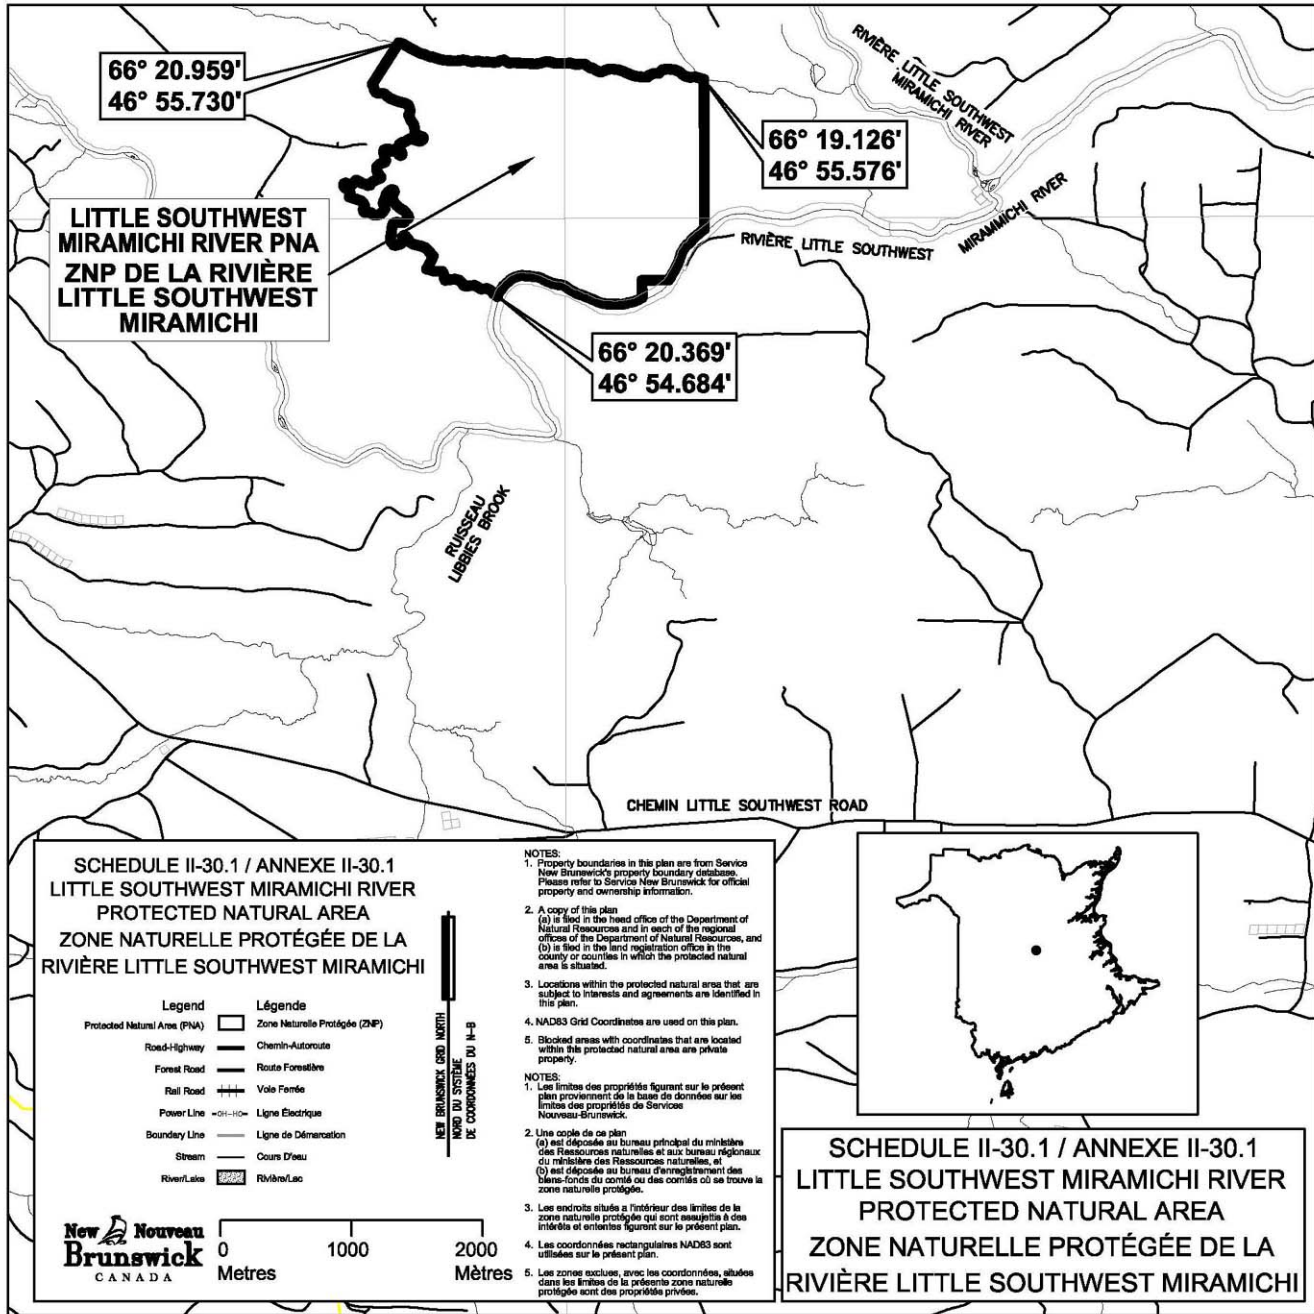 66° 20.959'
46° 55.730'
RIVIÈRE LITTLE SOUTHWEST
MIRAMICHI RIVER
66° 19.126'
46° 55.576'
LITTLE SOUTHWEST
MIRAMICHI RIVER PNA
ZNP DE LA RIVIÈRE
LITTLE SOUTHWEST
MIRAMICHI
RIVIÈRE LITTLE SOUTHWEST
MIRAMMICHI RIVER
66° 20.369'
46° 54.684'
RUISSEAU
LIBBIES BROOK
CHEMIN LITTLE SOUTHWEST ROAD
SCHEDULE II-30.1 / ANNEXE II-30.1
LITTLE SOUTHWEST MIRAMICHI RIVER
PROTECTED NATURAL AREA
ZONE NATURELLE PROTÉGÉE DE LA
RIVIÈRE LITTLE SOUTHWEST MIRAMICHI
Legend Légende
Protected Natural Area (PNA) Zone Naturelle Protégée (ZNP)
Road-Highway Chemin-Autoroute
Forest Road Route Forestière
Rail Road Voie Ferrée
Power Line -OH-HO- Ligne Électrique
Boundary Line Ligne de Démarcation
Stream Cours D'eau
River/Lake Rivière/Lac
NEW BRUNSWICK GRID NORTH
NORD DU SYSTÈME
DE COORDONNÉES DU N-B
New Nouveau
Brunswick
CANADA
0 1000 2000
Metres Mètres
NOTES:
1. Property boundaries in this plan are from Service
New Brunswick's property boundary database.
Please refer to Service New Brunswick for official
property and ownership information.
2. A copy of this plan
(a) is filed in the head office of the Department of
Natural Resources and in each of the regional
offices of the Department of Natural Resources, and
(b) is filed in the land registration office in the
county or counties in which the protected natural
area is situated.
3. Locations within the protected natural area that are
subject to interests and agreements are identified in
this plan.
4. NAD83 Grid Coordinates are used on this plan.
5. Blocked areas with coordinates that are located
within this protected natural area are private
property.
NOTES:
1. Les limites des propriétés figurant sur le présent
plan proviennent de la base de données sur les
limites des propriétés de Services
Nouveau-Brunswick.
2. Une copie de ce plan
(a) est déposée au bureau principal du ministère
des Ressources naturelles et aux bureau régionaux
du ministère des Ressources naturelles, et
(b) est déposée au bureau d'enregistrement des
biens-fonds du comté ou des comtés où se trouve la
zone naturelle protégée.
3. Les endroits situés a l'intérieur des limites de la
zone naturelle protégée qui sont assujettis à des
intérêts et ententes figurent sur le présent plan.
4. Les coordonnées rectangulaires NAD83 sont
utilisées sur le présent plan.
5. Les zones exclues, avec les coordonnées, situées
dans les limites de la présente zone naturelle
protégée sont des propriétés privées.
SCHEDULE II-30.1 / ANNEXE II-30.1
LITTLE SOUTHWEST MIRAMICHI RIVER
PROTECTED NATURAL AREA
ZONE NATURELLE PROTÉGÉE DE LA
RIVIÈRE LITTLE SOUTHWEST MIRAMICHI